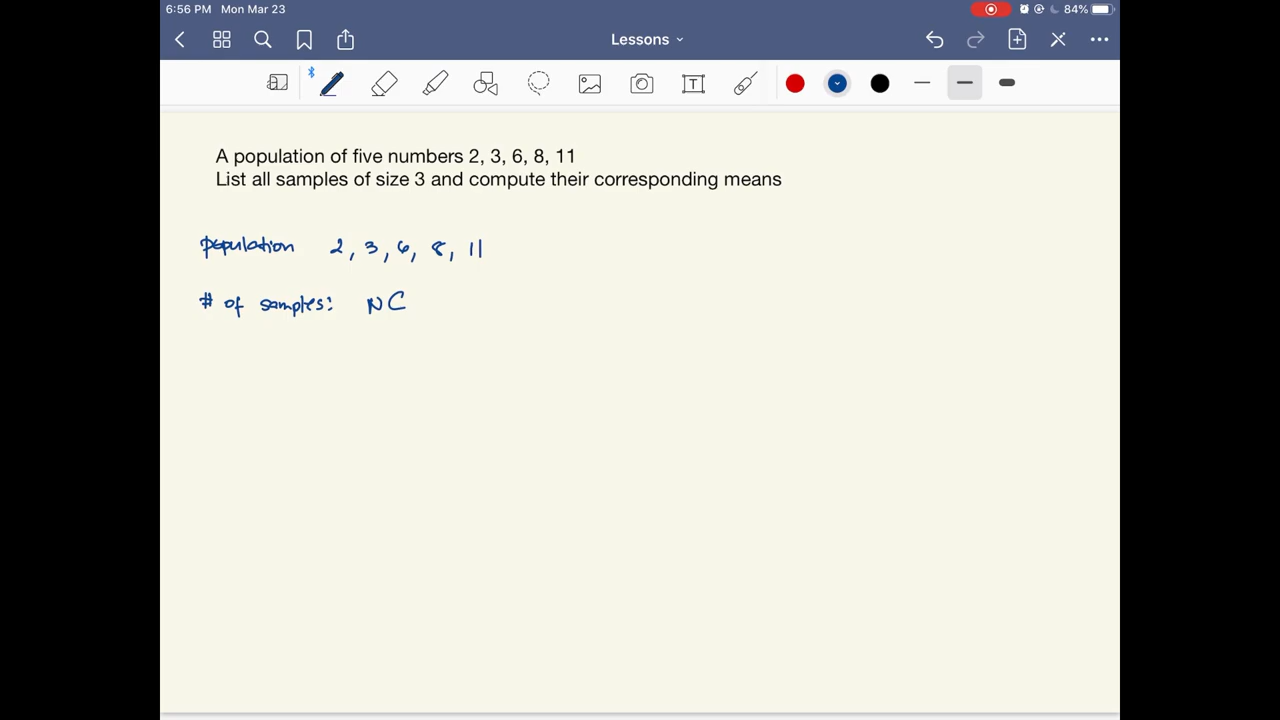 6:56 PM Mon Mar 23 84%
Lessons
T
A population of five numbers 2, 3, 6, 8, 11
List all samples of size 3 and compute their corresponding means
population 2, 3, 6, 8, 11
# of samples: NC